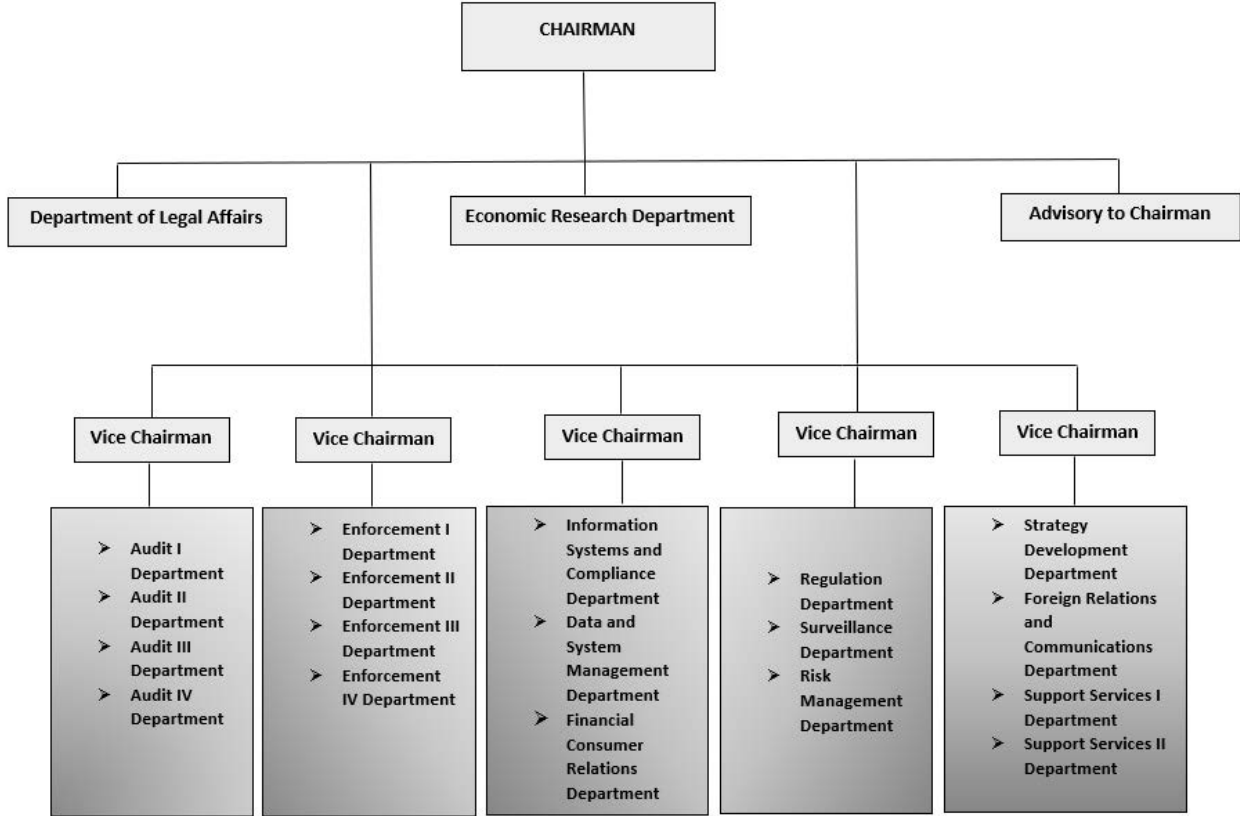 CHAIRMAN
Department of Legal Affairs
Economic Research Department
Advisory to Chairman
Vice Chairman
Vice Chairman
Vice Chairman
Vice Chairman
Vice Chairman
➢ Audit I
Department
➢ Audit II
Department
➢ Audit III
Department
➢ Audit IV
Department
➢ Enforcement I
Department
➢ Enforcement II
Department
➢ Enforcement III
Department
➢ Enforcement
IV Department
➢ Information
Systems and
Compliance
Department
➢ Data and
System
Management
Department
➢ Financial
Consumer
Relations
Department
➢ Regulation
Department
➢ Surveillance
Department
➢ Risk
Management
Department
➢ Strategy
Development
Department
➢ Foreign Relations
and
Communications
Department
➢ Support Services I
Department
➢ Support Services II
Department